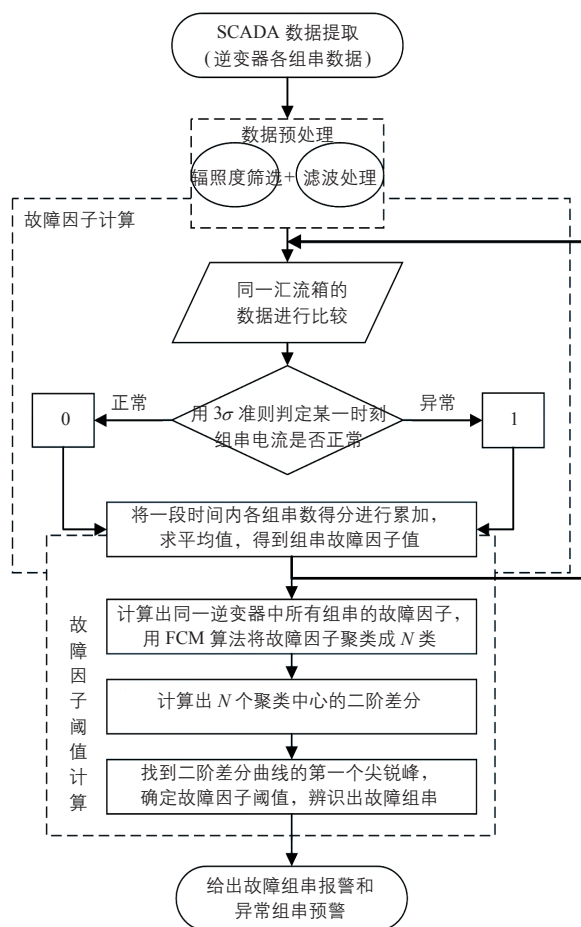 SCADA 数据提取
(逆变器各组串数据)
数据预处理
辐照度筛选+滤波处理
故障因子计算
同一汇流箱的
数据进行比较
正常
异常
0
用 3σ 准则判定某一时刻
组串电流是否正常
1
将一段时间内各组串数得分进行累加，
求平均值，得到组串故障因子值
计算出同一逆变器中所有组串的故障因子，
用 FCM 算法将故障因子聚类成 N 类
故障因子阈值计算
计算出 N 个聚类中心的二阶差分
找到二阶差分曲线的第一个尖锐峰，
确定故障因子阈值，辨识出故障组串
给出故障组串报警和
异常组串预警